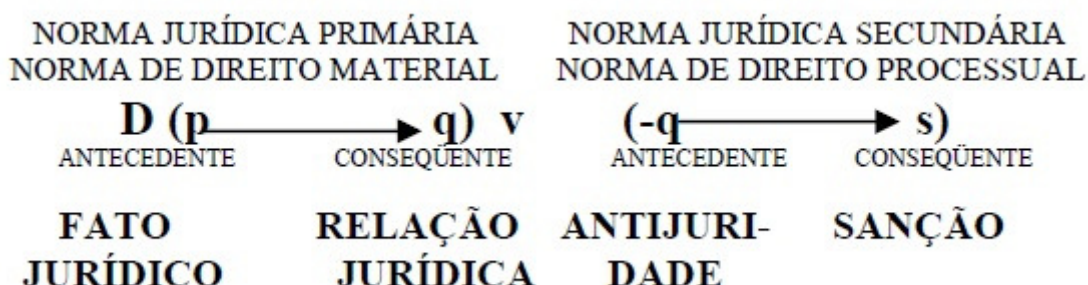 NORMA JURÍDICA PRIMÁRIA NORMA JURÍDICA SECUNDÁRIA
NORMA DE DIREITO MATERIAL NORMA DE DIREITO PROCESSUAL
D (p q) v (-q s)
ANTECEDENTE CONSEQÜENTE ANTECEDENTE CONSEQÜENTE
FATO RELAÇÃO ANTIJURI- SANÇÃO
JURÍDICO JURÍDICA DADE